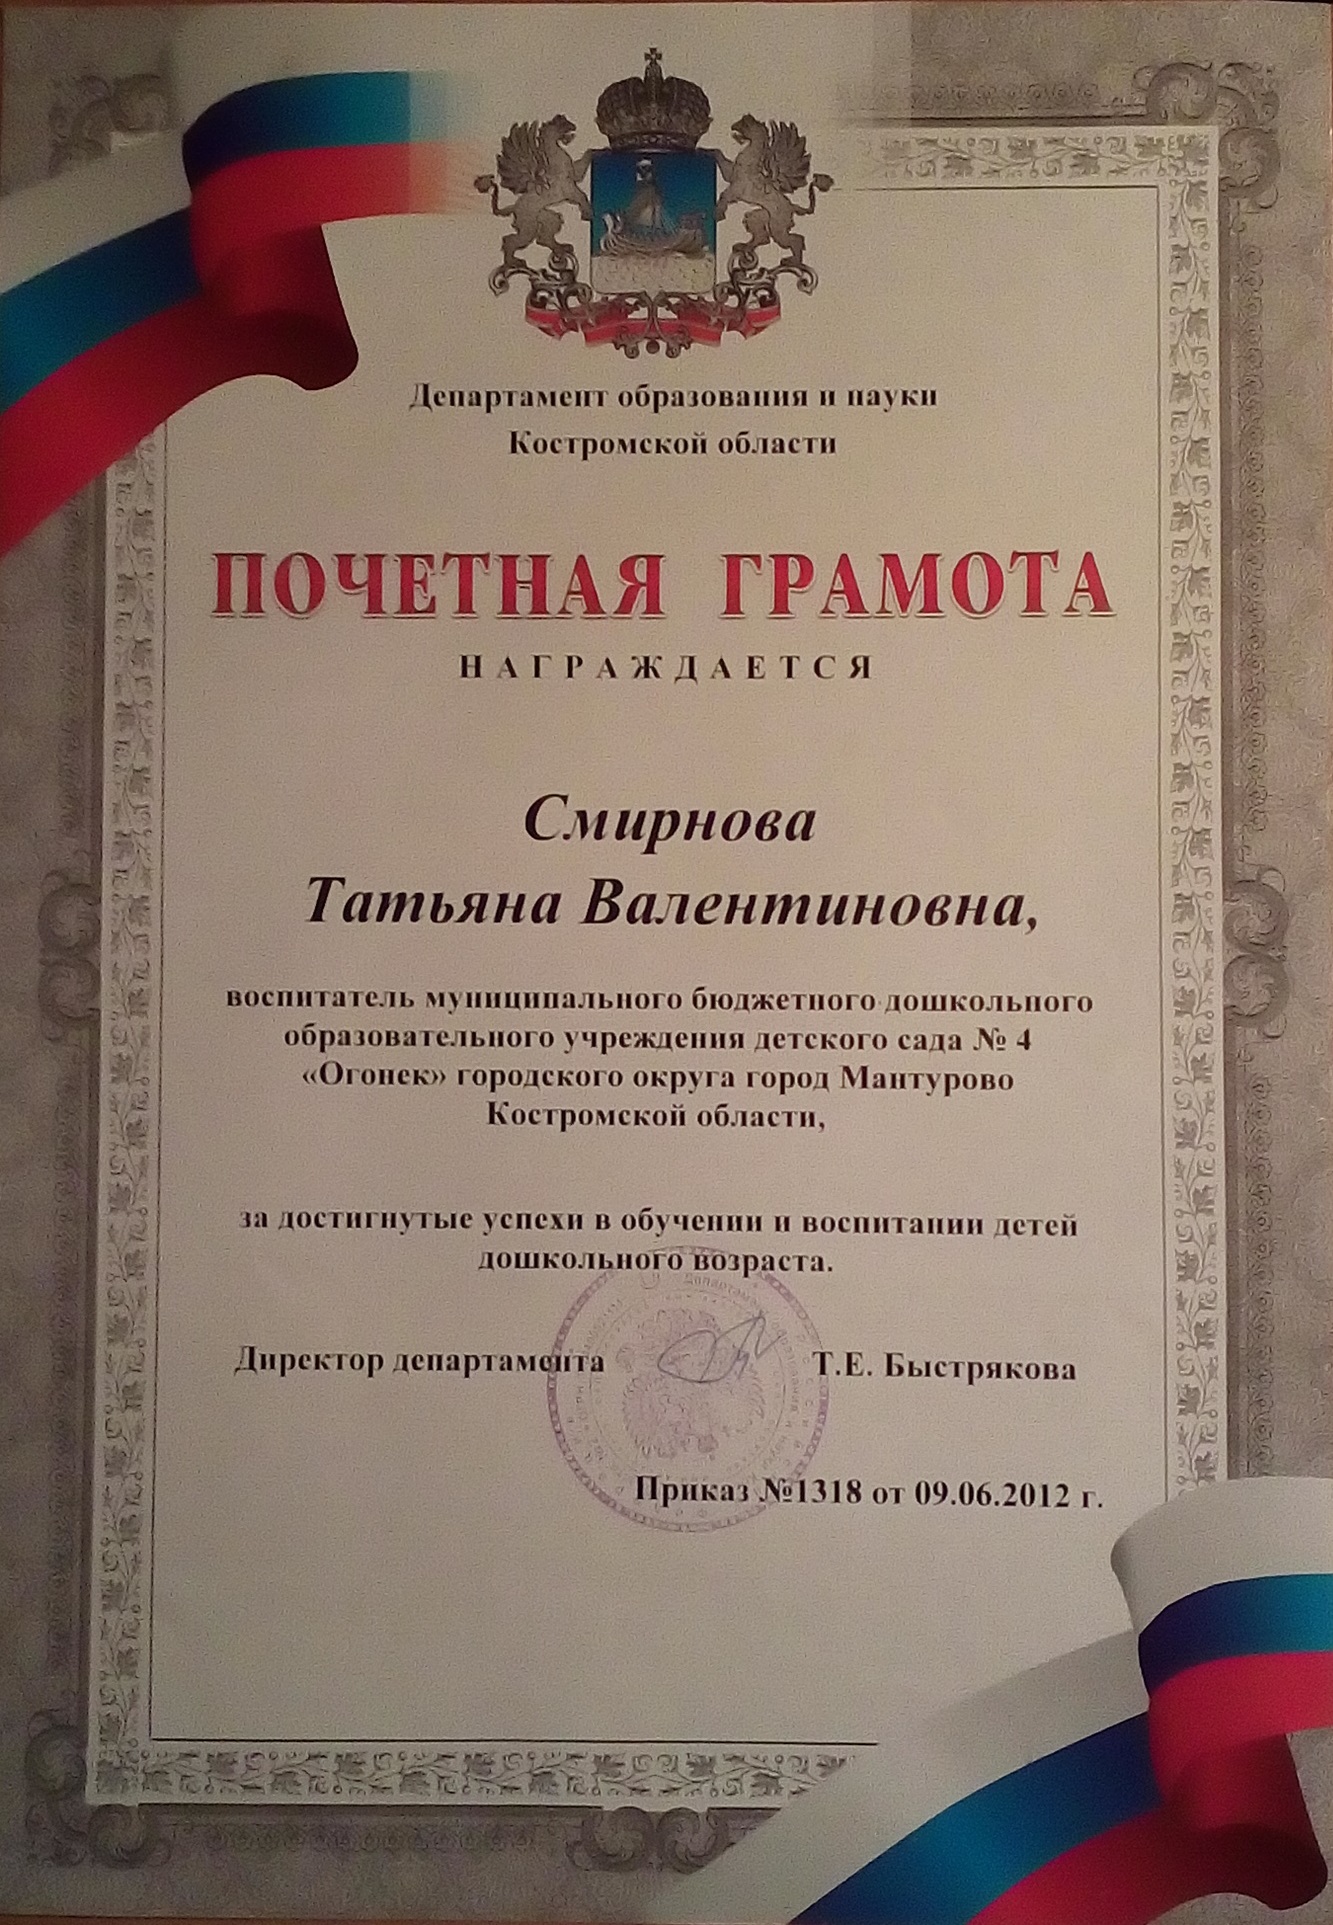 Департамент образования и науки
Костромской области
ПОЧЕТНАЯ ГРАМОТА
НАГРАЖДАЕТСЯ
Смирнова
Татьяна Валентиновна,
воспитатель муниципального бюджетного дошкольного
образовательного учреждения детского сада № 4
«Огонек» городского округа город Мантурово
Костромской области,
за достигнутые успехи в обучении и воспитании детей
дошкольного возраста.
Директор департамента Т.Е. Быстрякова
Приказ №1318 от 09.06.2012 г.